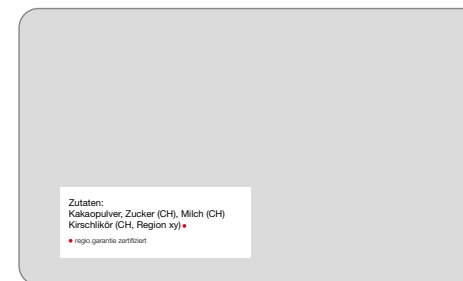 Zutaten:
Kakaopulver, Zucker (CH), Milch (CH)
Kirschlikör (CH, Region xy) •
• regio.garantie zertifiziert